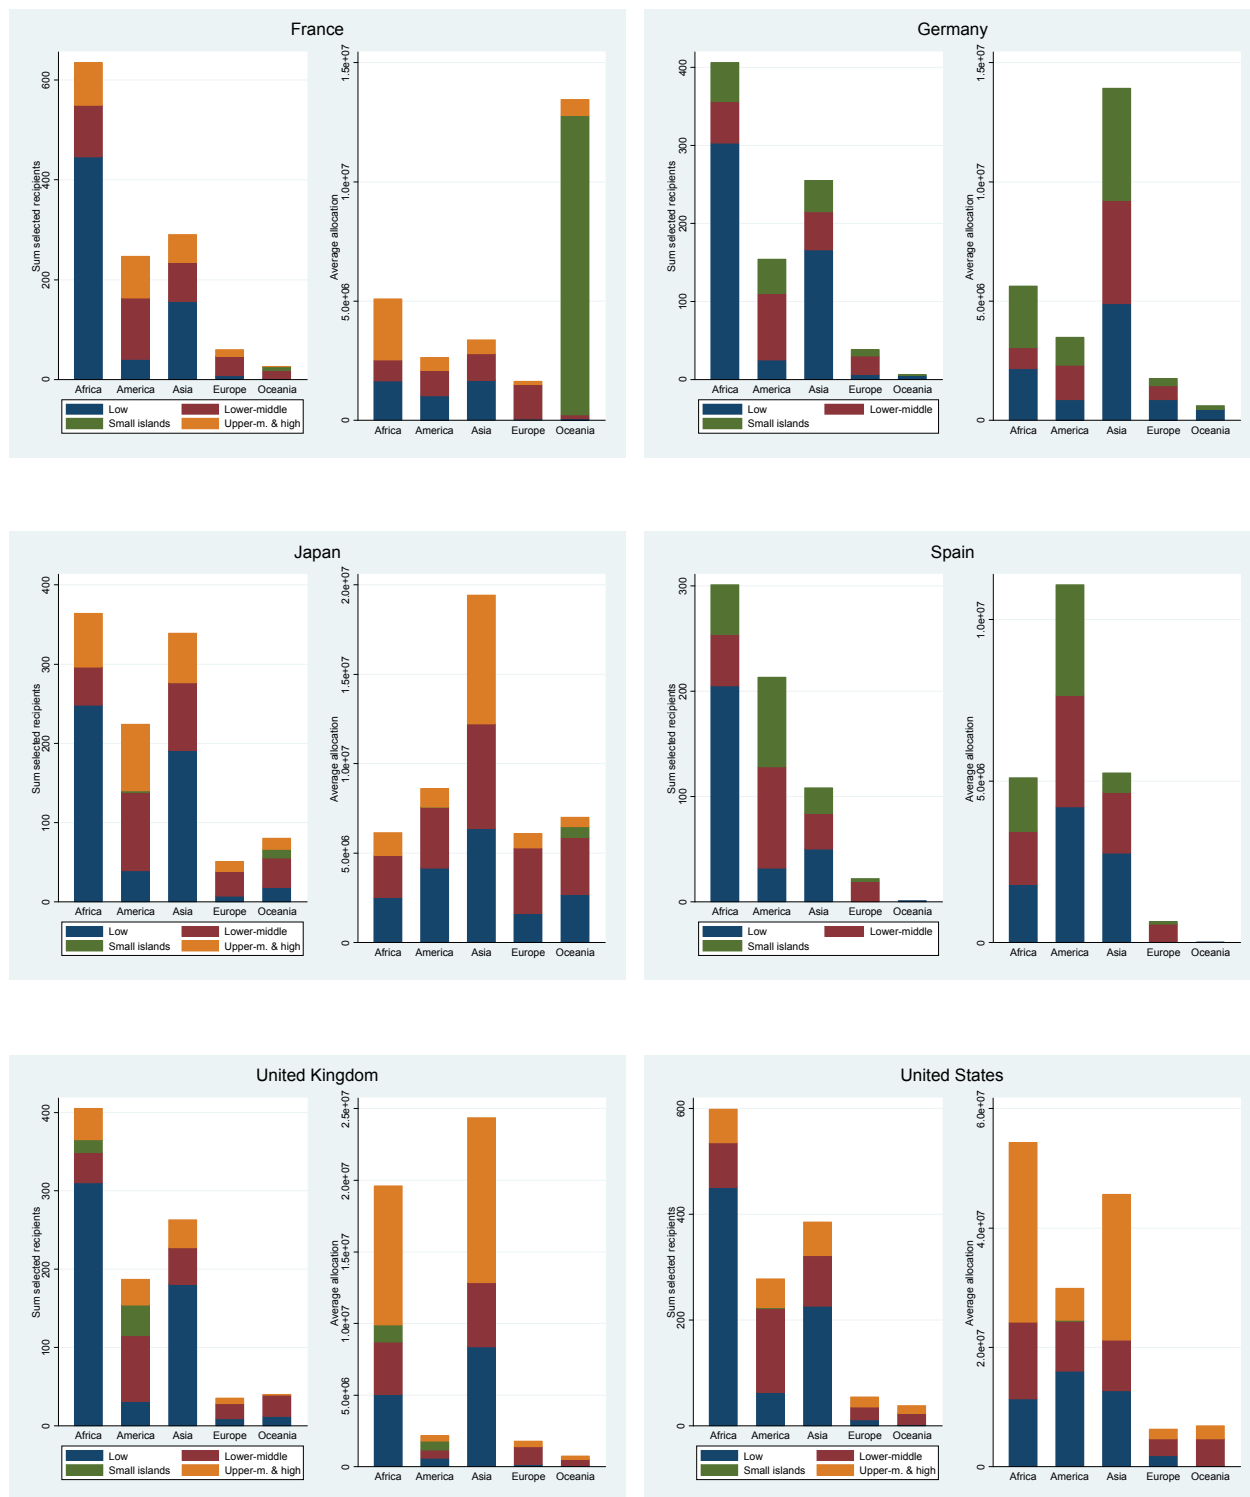 France
Sum selected recipients
0 200 400 600
Africa America Asia Europe Oceania
Low Lower-middle
Small islands Upper-m. & high
Average allocation
0 5.0e+06 1.0e+07 1.5e+07
Africa America Asia Europe Oceania
Germany
Sum selected recipients
0 100 200 300 400
Africa America Asia Europe Oceania
Low Lower-middle
Small islands
Average allocation
0 5.0e+06 1.0e+07 1.5e+07
Africa America Asia Europe Oceania
Japan
Sum selected recipients
0 100 200 300 400
Africa America Asia Europe Oceania
Low Lower-middle
Small islands Upper-m. & high
Average allocation
0 5.0e+06 1.0e+07 1.5e+07 2.0e+07
Africa America Asia Europe Oceania
Spain
Sum selected recipients
0 100 200 300
Africa America Asia Europe Oceania
Low Lower-middle
Small islands
Average allocation
0 5.0e+06 1.0e+07
Africa America Asia Europe Oceania
United Kingdom
Sum selected recipients
0 100 200 300 400
Africa America Asia Europe Oceania
Low Lower-middle
Small islands Upper-m. & high
Average allocation
0 5.0e+06 1.0e+07 1.5e+07 2.0e+07 2.5e+07
Africa America Asia Europe Oceania
United States
Sum selected recipients
0 200 400 600
Africa America Asia Europe Oceania
Low Lower-middle
Small islands Upper-m. & high
Average allocation
0 2.0e+07 4.0e+07 6.0e+07
Africa America Asia Europe Oceania